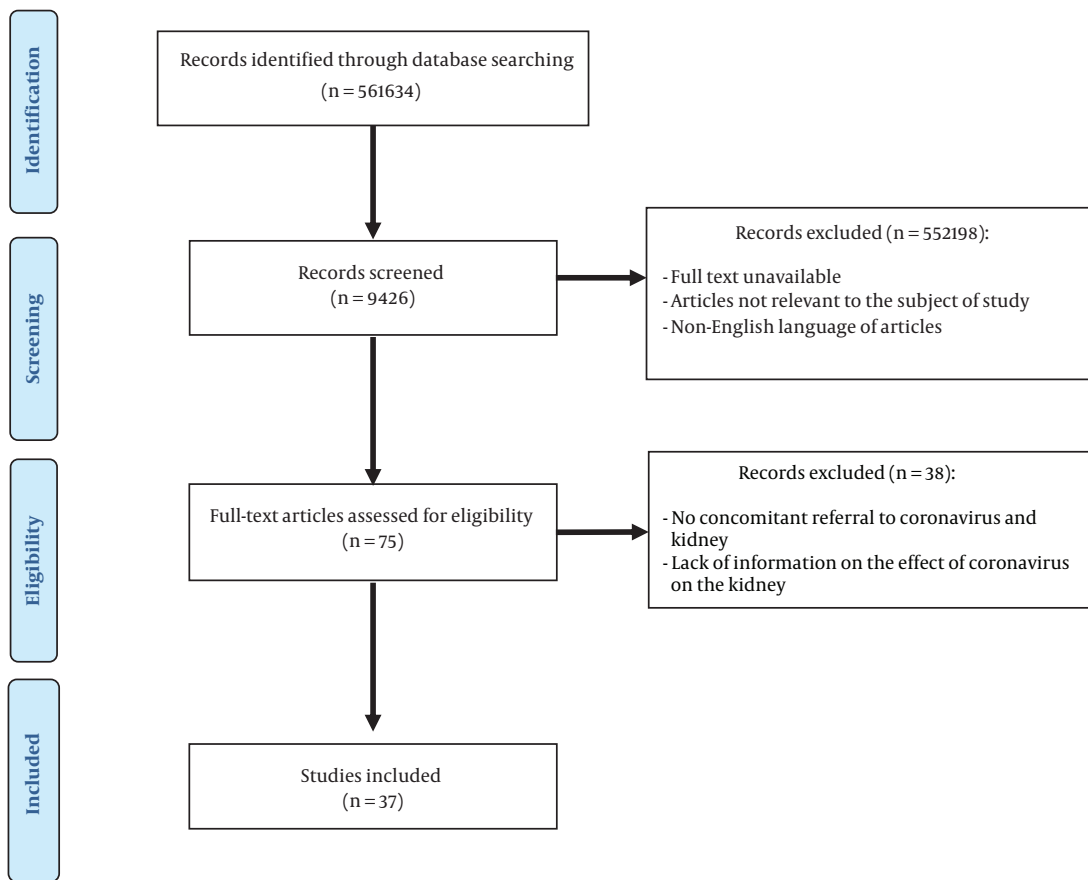 Identification
Records identified through database searching
(n = 561634)
Screening
Records screened
(n = 9426)
Records excluded (n = 552198):
- Full text unavailable
- Articles not relevant to the subject of study
- Non-English language of articles
Eligibility
Full-text articles assessed for eligibility
(n = 75)
Records excluded (n = 38):
- No concomitant referral to coronavirus and
kidney
- Lack of information on the effect of coronavirus
on the kidney
Included
Studies included
(n = 37)